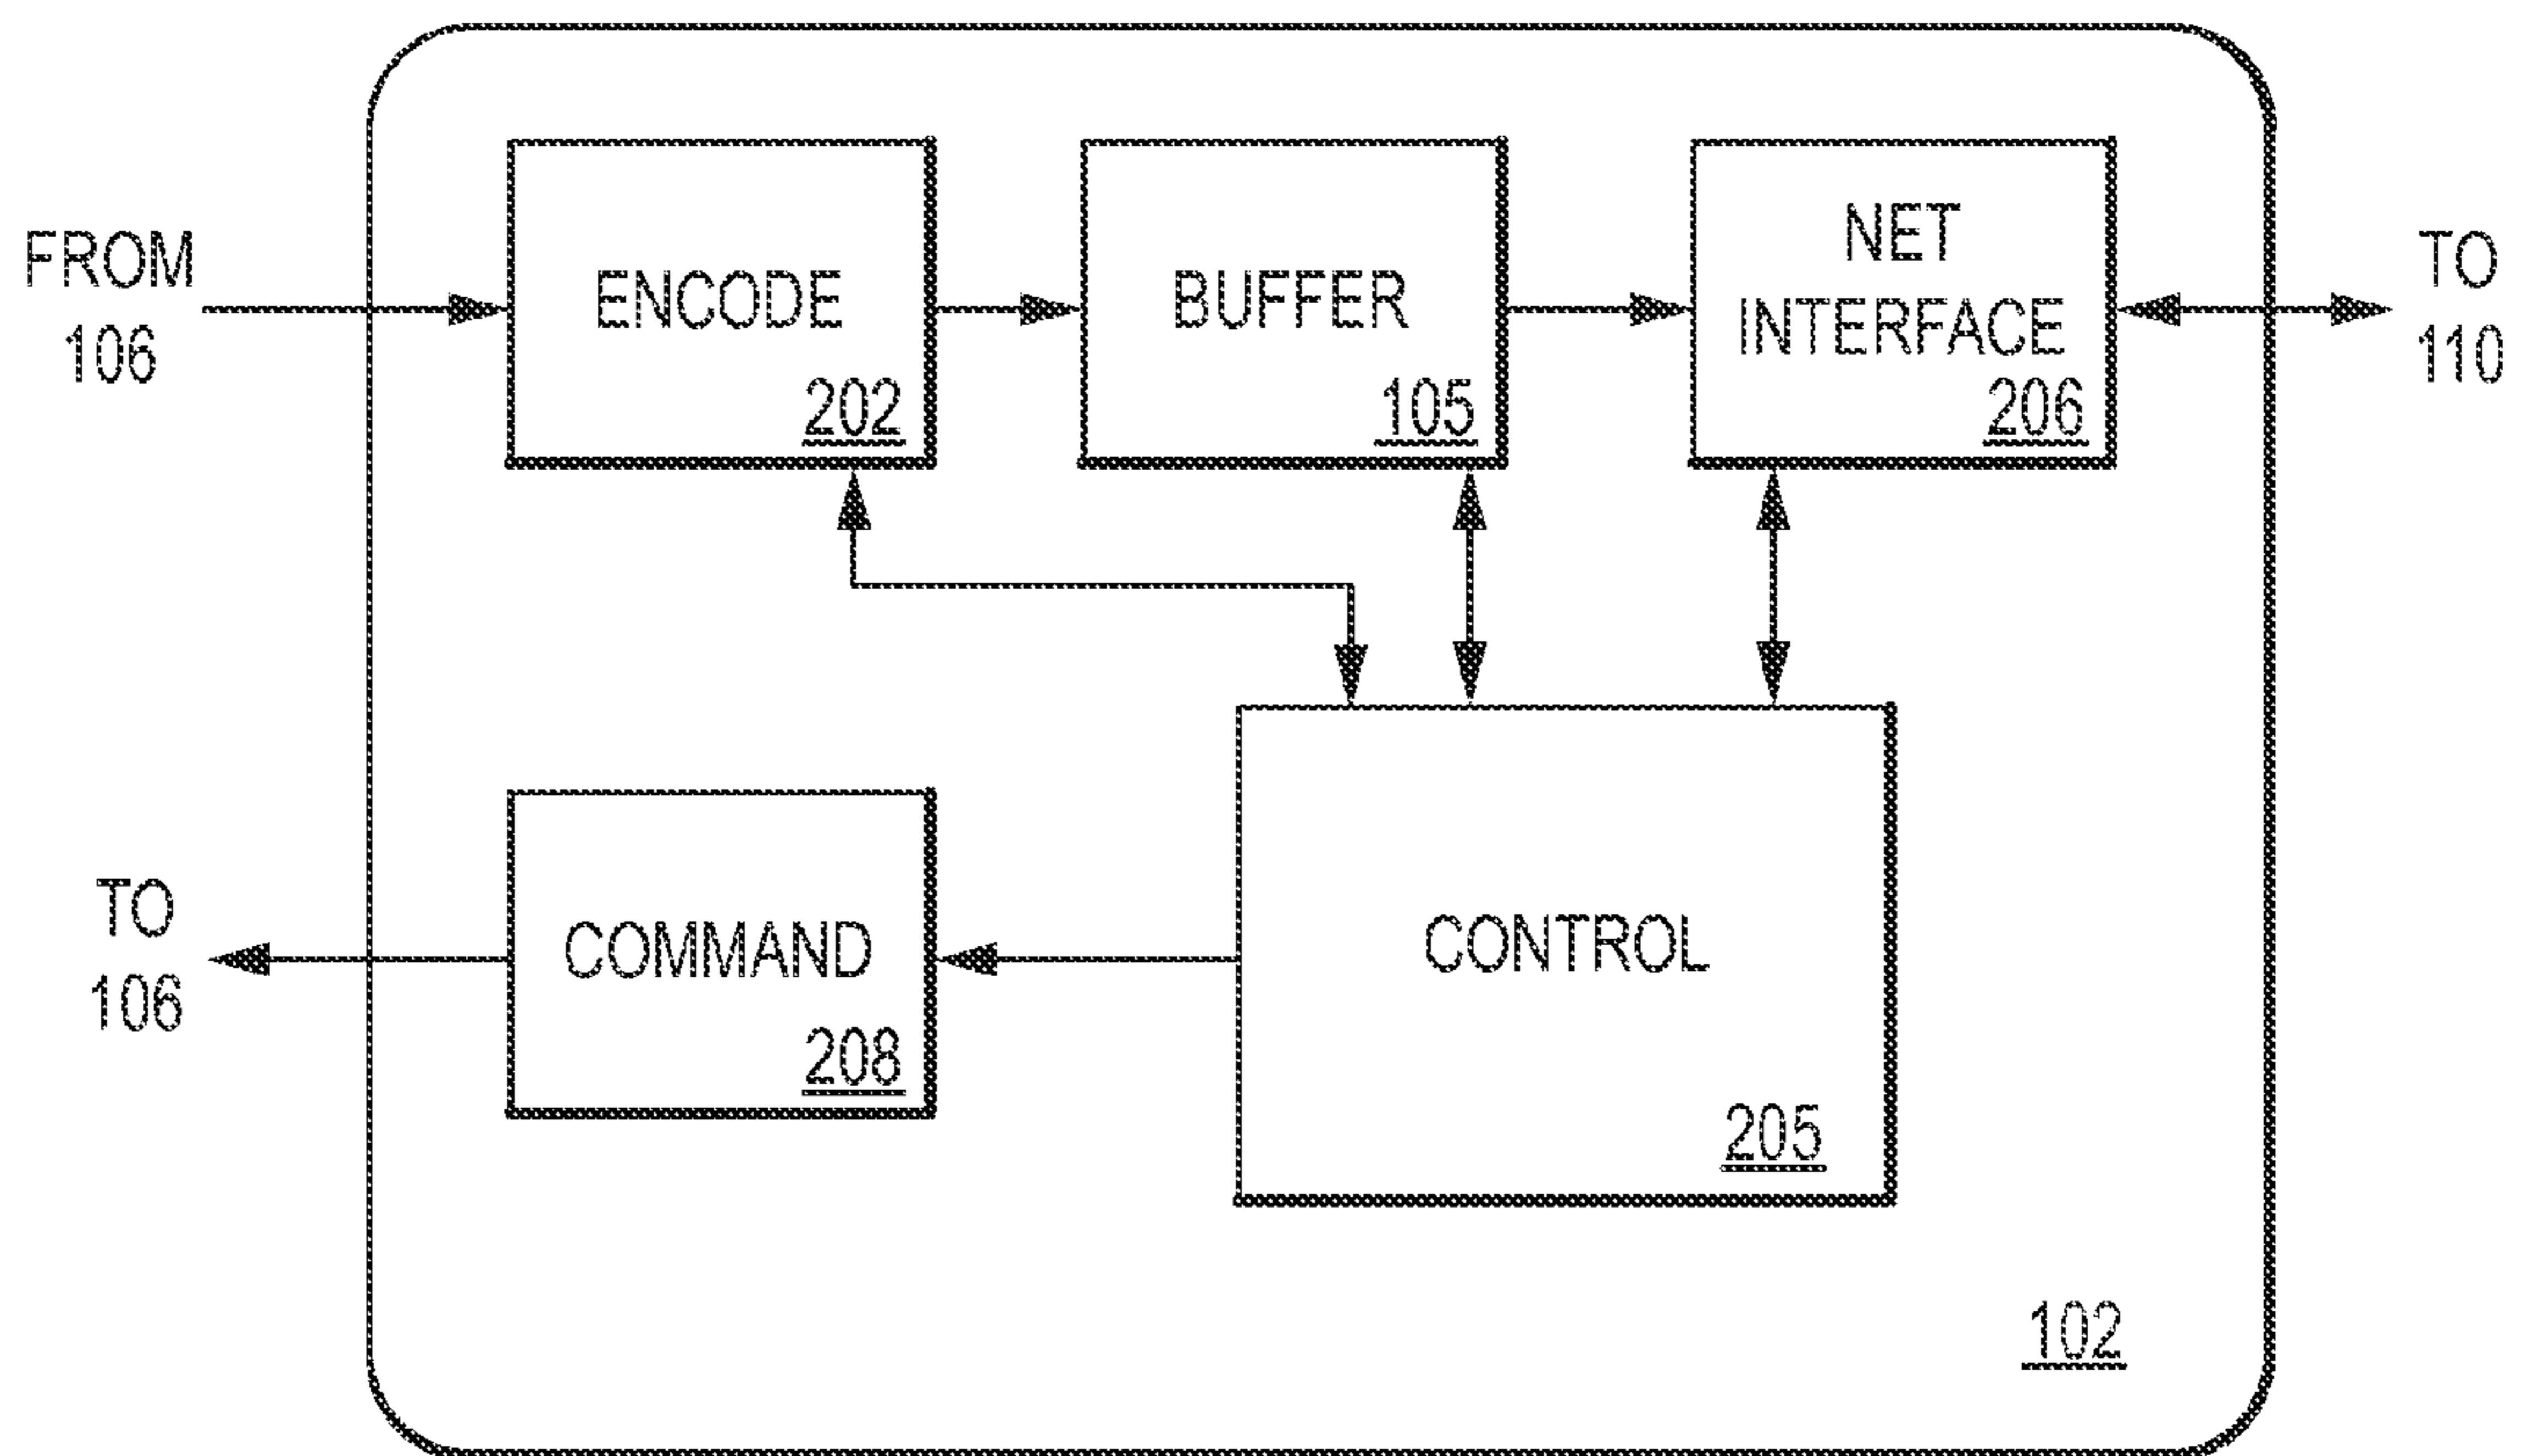 FROM
106
ENCODE
202
BUFFER
105
NET
INTERFACE
206
TO
110
TO
106
COMMAND
208
CONTROL
205
102